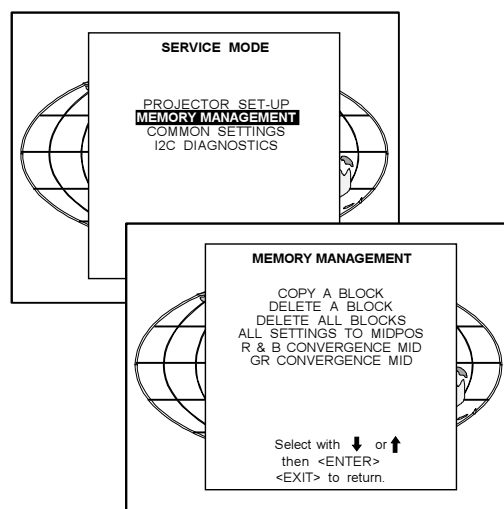 SERVICE MODE
PROJECTOR SET-UP
MEMORY MANAGEMENT
COMMON SETTINGS
I2C DIAGNOSTICS
MEMORY MANAGEMENT
COPY A BLOCK
DELETE A BLOCK
DELETE ALL BLOCKS
ALL SETTINGS TO MIDPOS
R & B CONVERGENCE MID
GR CONVERGENCE MID
Select with ⬇ or ⬆
then <ENTER>
<EXIT> to return.